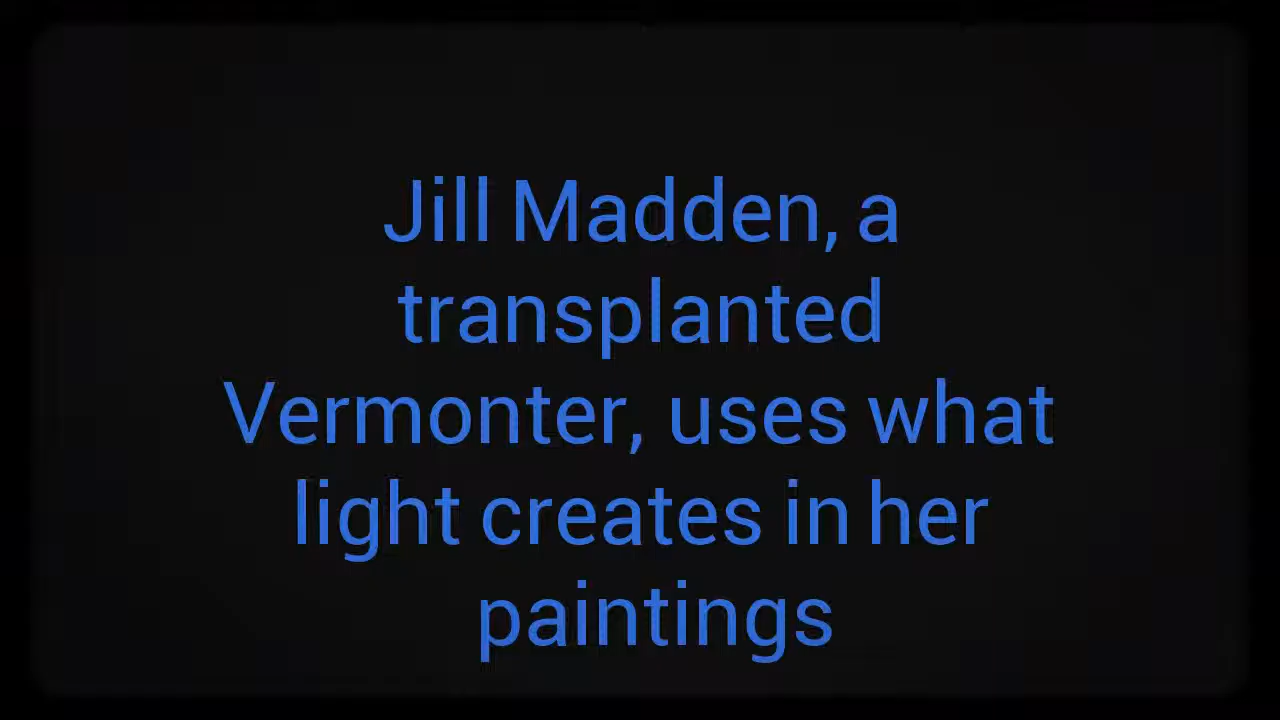 Jill Madden, a
transplanted
Vermonter, uses what
light creates in her
paintings